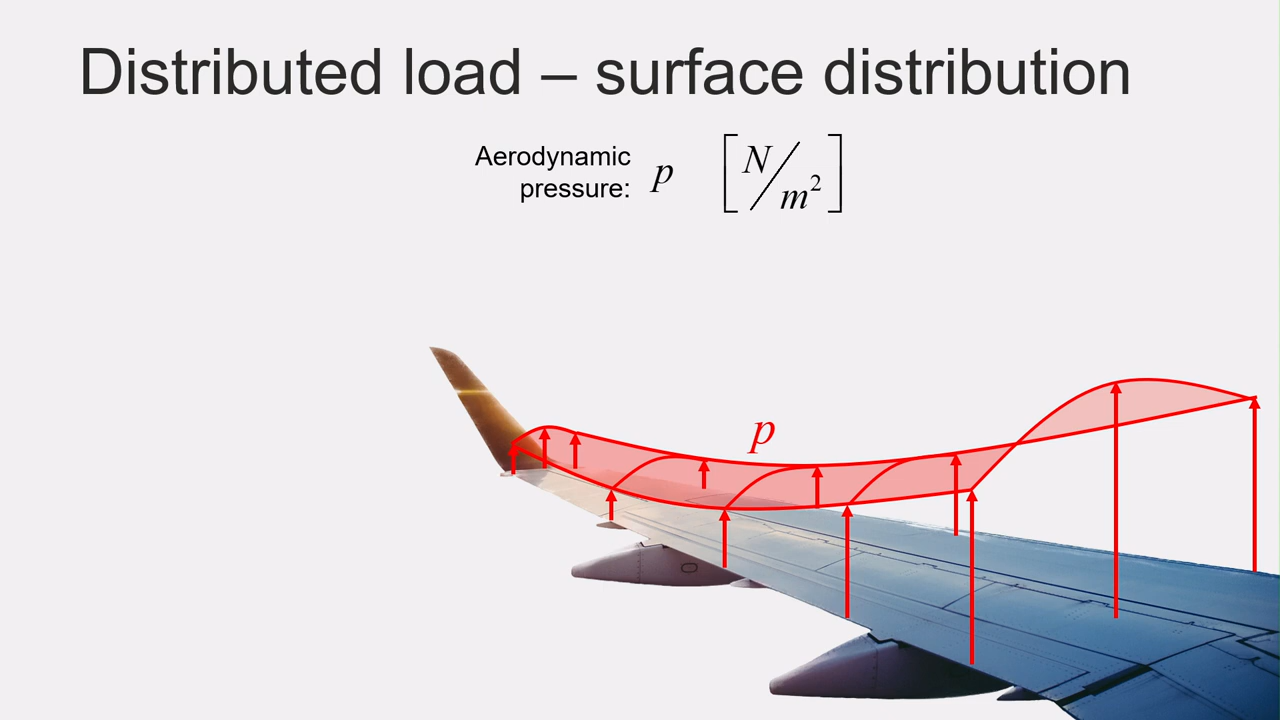 Distributed load – surface distribution
Aerodynamic
pressure: p [N/m²]
p